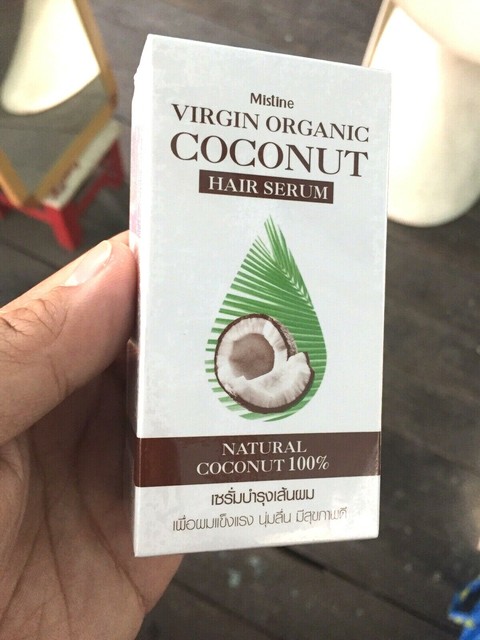 Mistine
VIRGIN ORGANIC
COCONUT
HAIR SERUM
NATURAL
COCONUT 100%
เซรั่มบำรุงเส้นผม
เพื่อผมแข็งแรง นุ่มลื่น มีสุขภาพดี